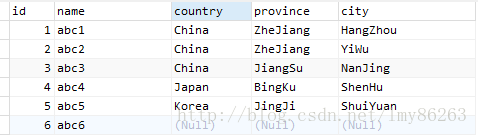 id name country province city
1 abc1 China ZheJiang HangZhou
2 abc2 China ZheJiang YiWu
3 abc3 China JiangSu NanJing
4 abc4 Japan BingKu ShenHu
5 abc5 Korea JingJi ShuiYuan
http://blog.csdn.net/lmy86263
6 abc6 (Null) (Null) (Null)